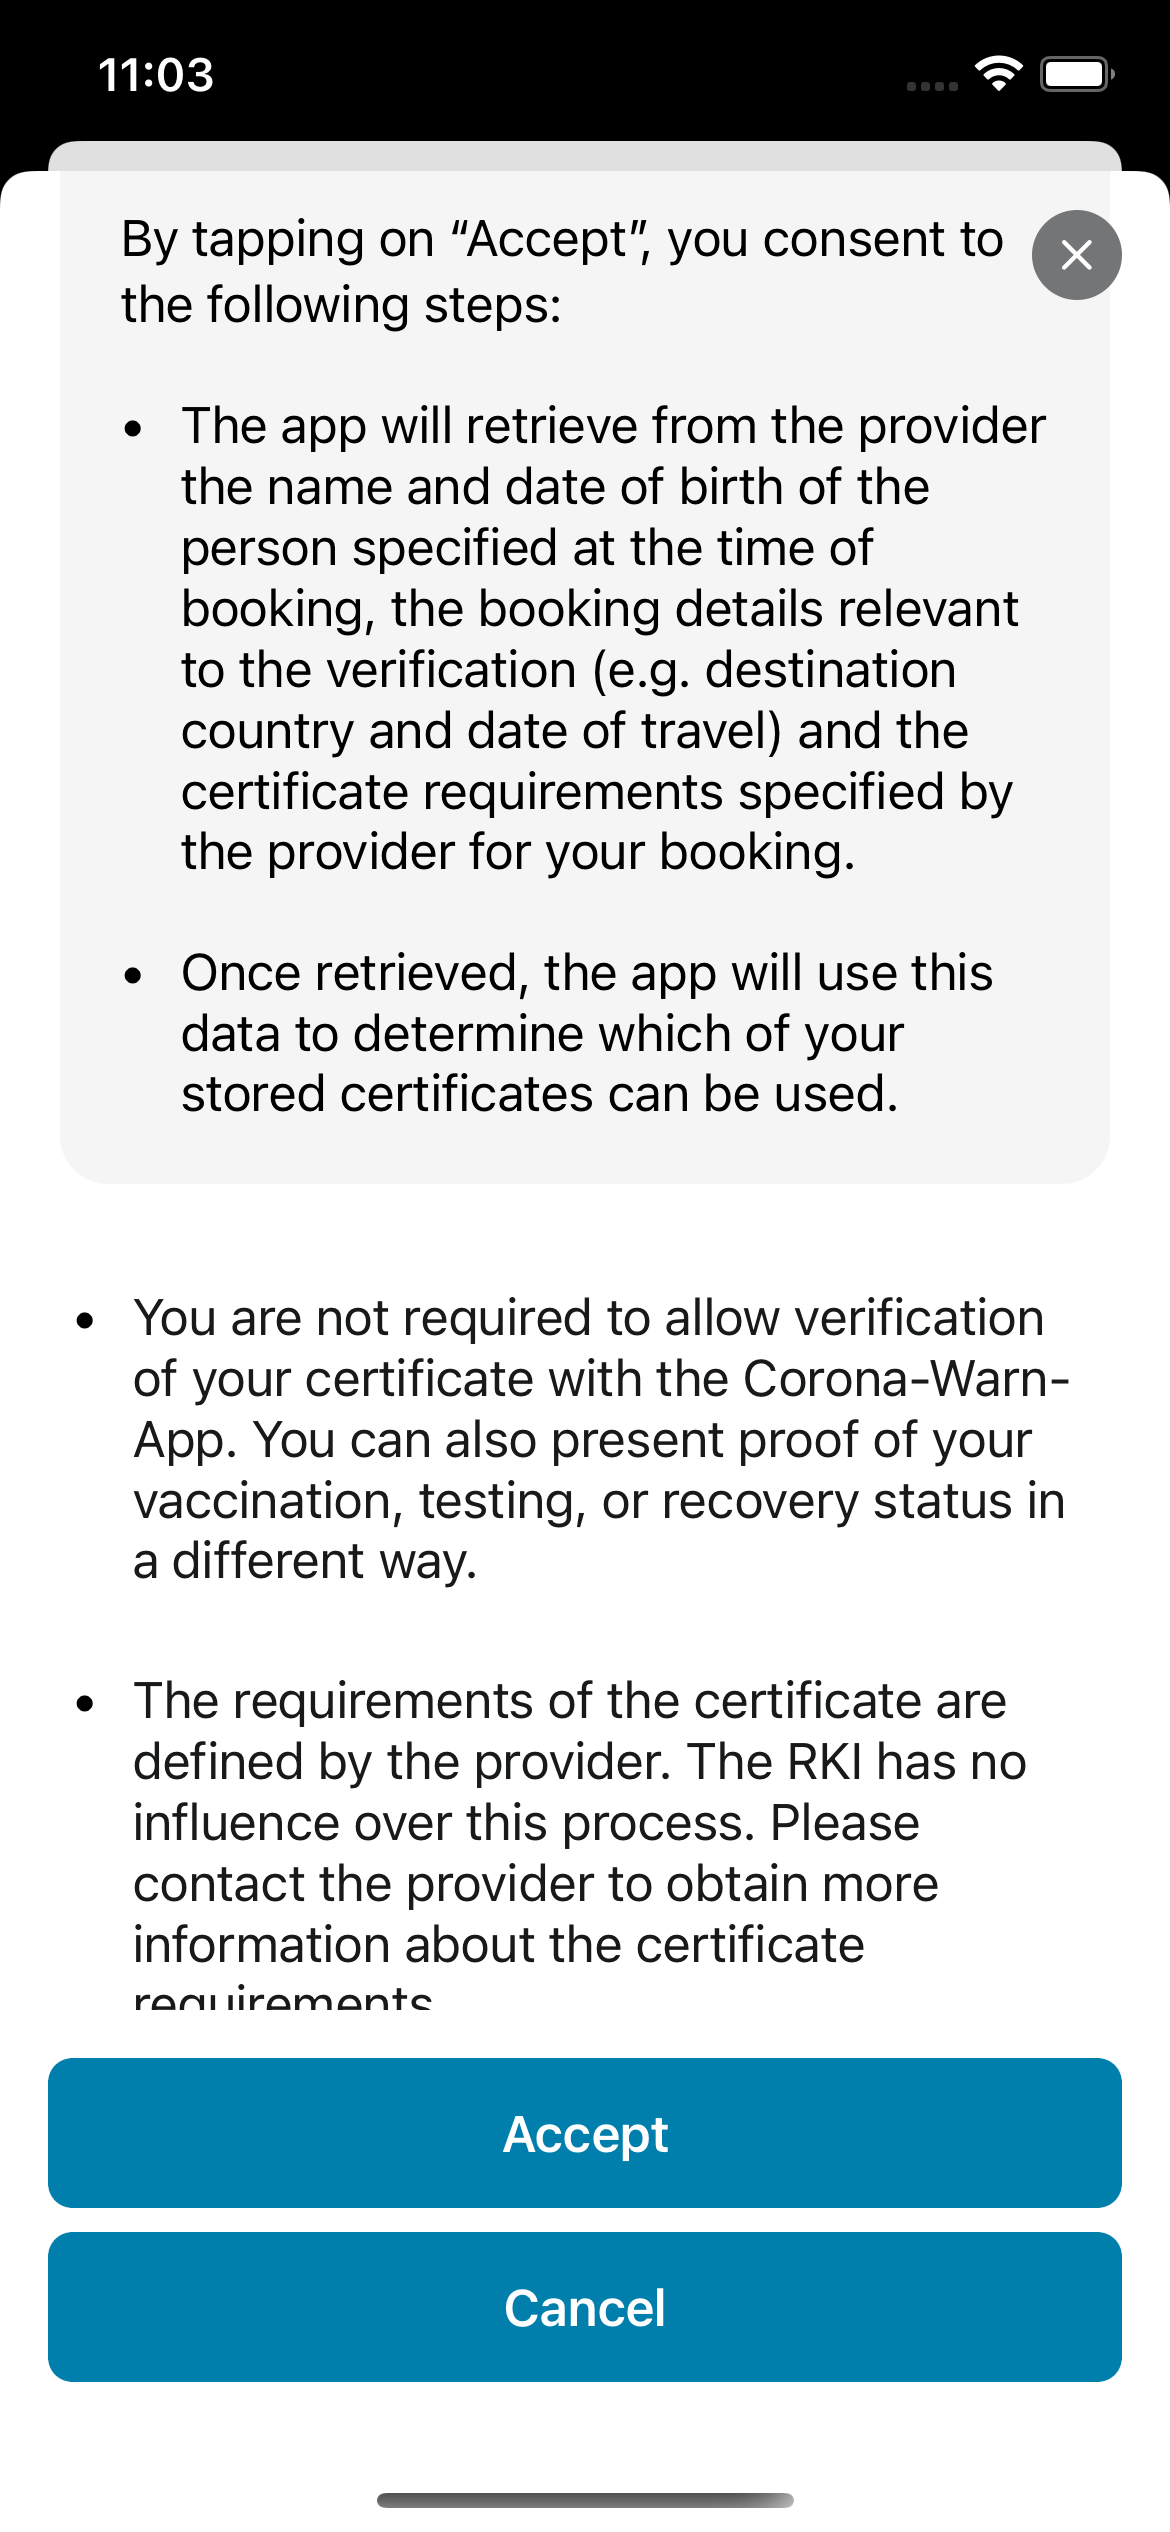 11:03
By tapping on “Accept”, you consent to
the following steps:
• The app will retrieve from the provider
the name and date of birth of the
person specified at the time of
booking, the booking details relevant
to the verification (e.g. destination
country and date of travel) and the
certificate requirements specified by
the provider for your booking.
• Once retrieved, the app will use this
data to determine which of your
stored certificates can be used.
• You are not required to allow verification
of your certificate with the Corona-Warn-
App. You can also present proof of your
vaccination, testing, or recovery status in
a different way.
• The requirements of the certificate are
defined by the provider. The RKI has no
influence over this process. Please
contact the provider to obtain more
information about the certificate
requirements
Accept
Cancel